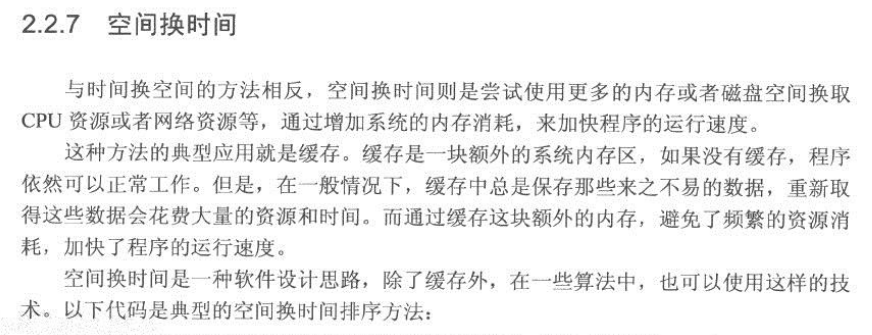 2.2.7 空间换时间
与时间换空间的方法相反，空间换时间则是尝试使用更多的内存或者磁盘空间换取
CPU 资源或者网络资源等，通过增加系统的内存消耗，来加快程序的运行速度。
这种方法的典型应用就是缓存。缓存是一块额外的系统内存区，如果没有缓存，程序
依然可以正常工作。但是，在一般情况下，缓存中总是保存那些来之不易的数据，重新取
得这些数据会花费大量的资源和时间。而通过缓存这块额外的内存，避免了频繁的资源消
耗，加快了程序的运行速度。
空间换时间是一种软件设计思路，除了缓存外，在一些算法中，也可以使用这样的技
术。以下代码是典型的空间换时间排序方法：